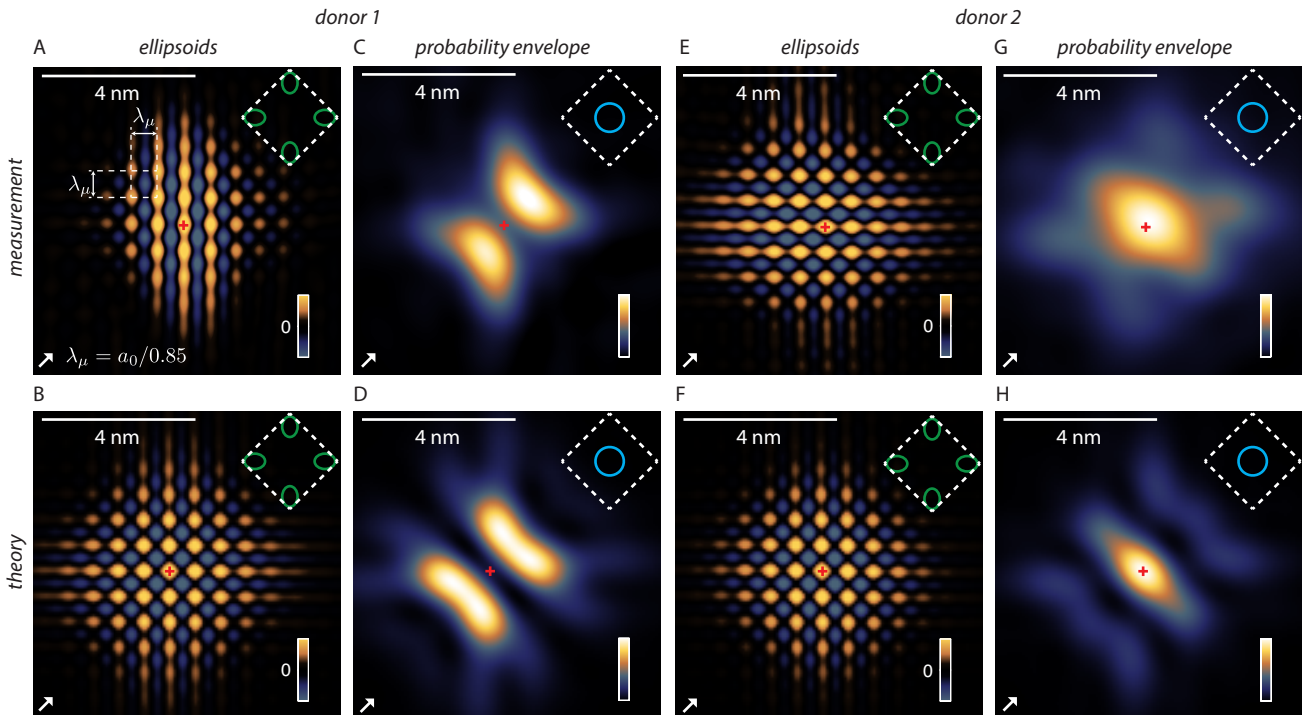 donor 1
donor 2
ellipsoids
probability envelope
ellipsoids
probability envelope
measurement
A
4 nm
λμ
λμ
0
λμ = a0/0.85
C
4 nm
E
4 nm
0
G
4 nm
theory
B
4 nm
0
D
4 nm
F
4 nm
0
H
4 nm